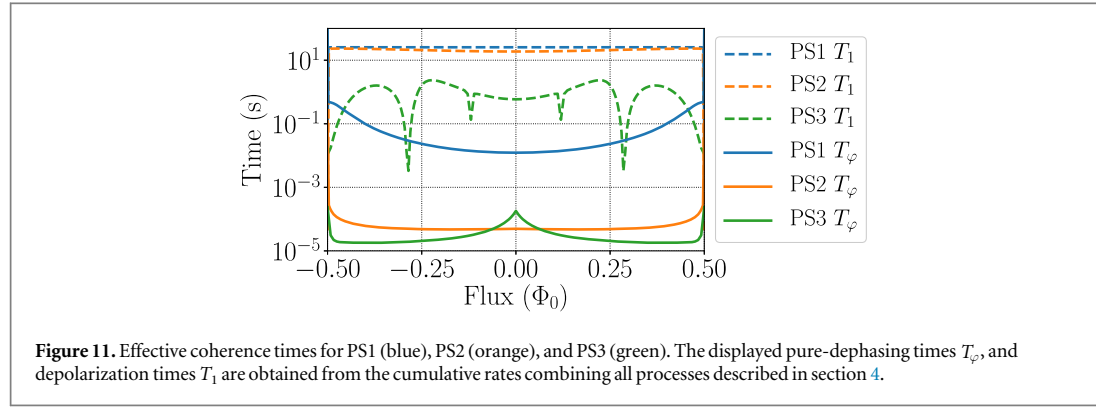 10¹
10⁻¹
10⁻³
10⁻⁵
Time (s)
−0.50
−0.25
0.00
0.25
0.50
Flux (Φ₀)
PS1 T₁
PS2 T₁
PS3 T₁
PS1 Tφ
PS2 Tφ
PS3 Tφ
Figure 11. Effective coherence times for PS1 (blue), PS2 (orange), and PS3 (green). The displayed pure-dephasing times Tφ, and
depolarization times T₁ are obtained from the cumulative rates combining all processes described in section 4.